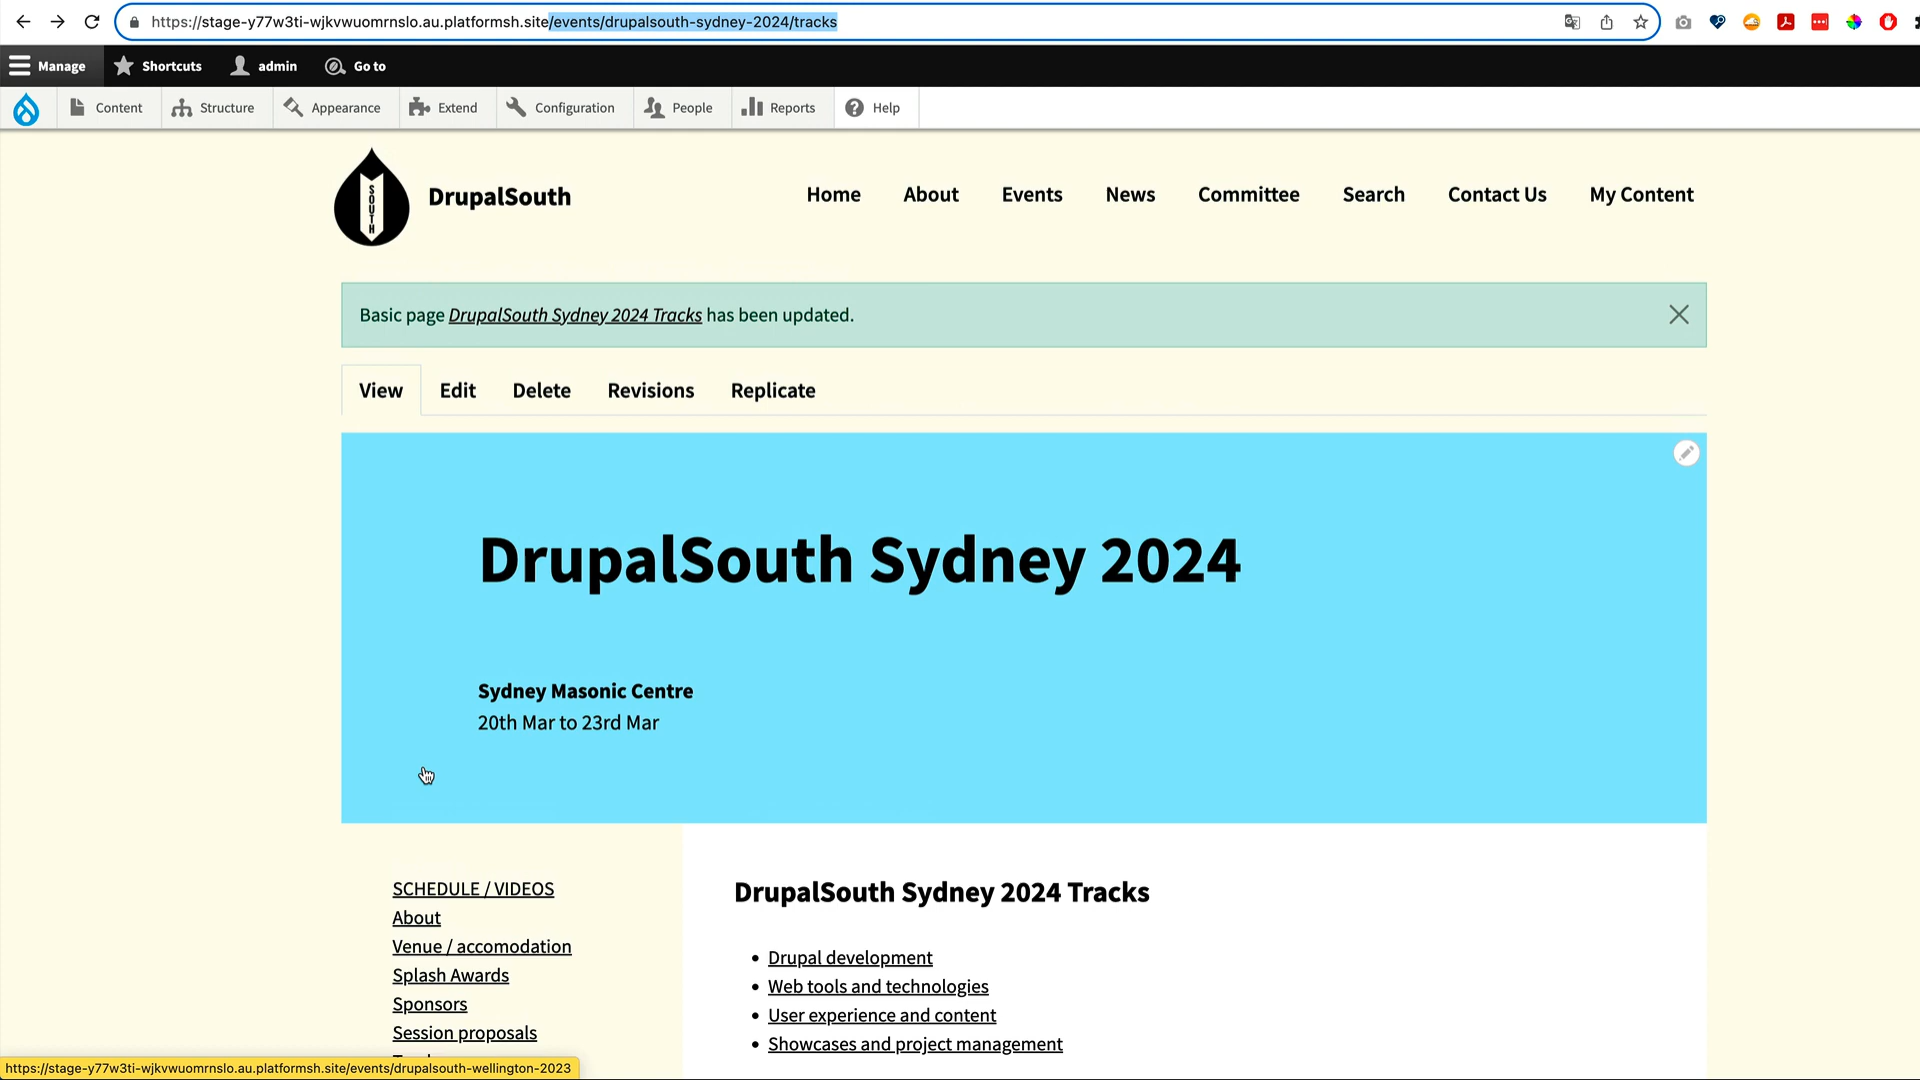 https://stage-y77w3ti-wjkvwuomrnslo.au.platformsh.site/events/drupalsouth-sydney-2024/tracks
Manage Shortcuts admin Go to
Content Structure Appearance Extend Configuration People Reports Help
SOUTH
DrupalSouth
Home About Events News Committee Search Contact Us My Content
Basic page DrupalSouth Sydney 2024 Tracks has been updated.
View Edit Delete Revisions Replicate
DrupalSouth Sydney 2024
Sydney Masonic Centre
20th Mar to 23rd Mar
SCHEDULE / VIDEOS
About
Venue / accomodation
Splash Awards
Sponsors
Session proposals
DrupalSouth Sydney 2024 Tracks
Drupal development
Web tools and technologies
User experience and content
Showcases and project management
https://stage-y77w3ti-wjkvwuomrnslo.au.platformsh.site/events/drupalsouth-wellington-2023